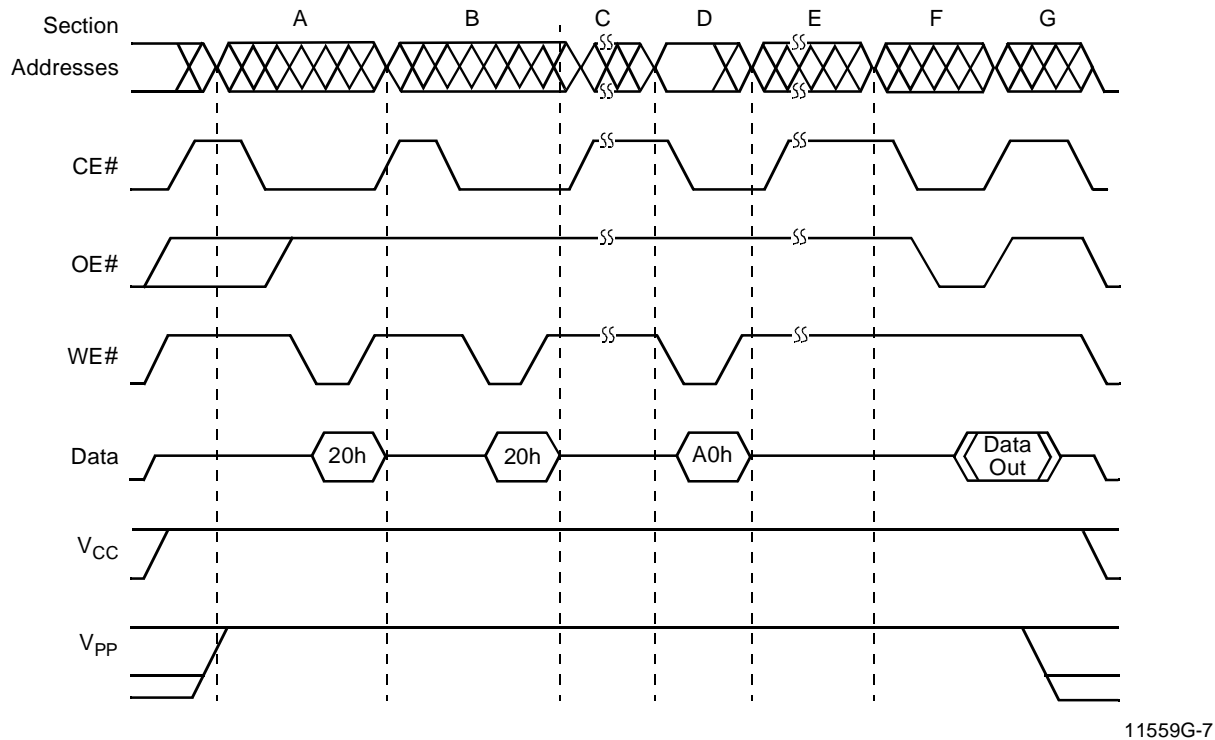 Section A B C D E F G
Addresses
CE#
OE#
WE#
Data 20h 20h A0h Data Out
VCC
VPP
11559G-7